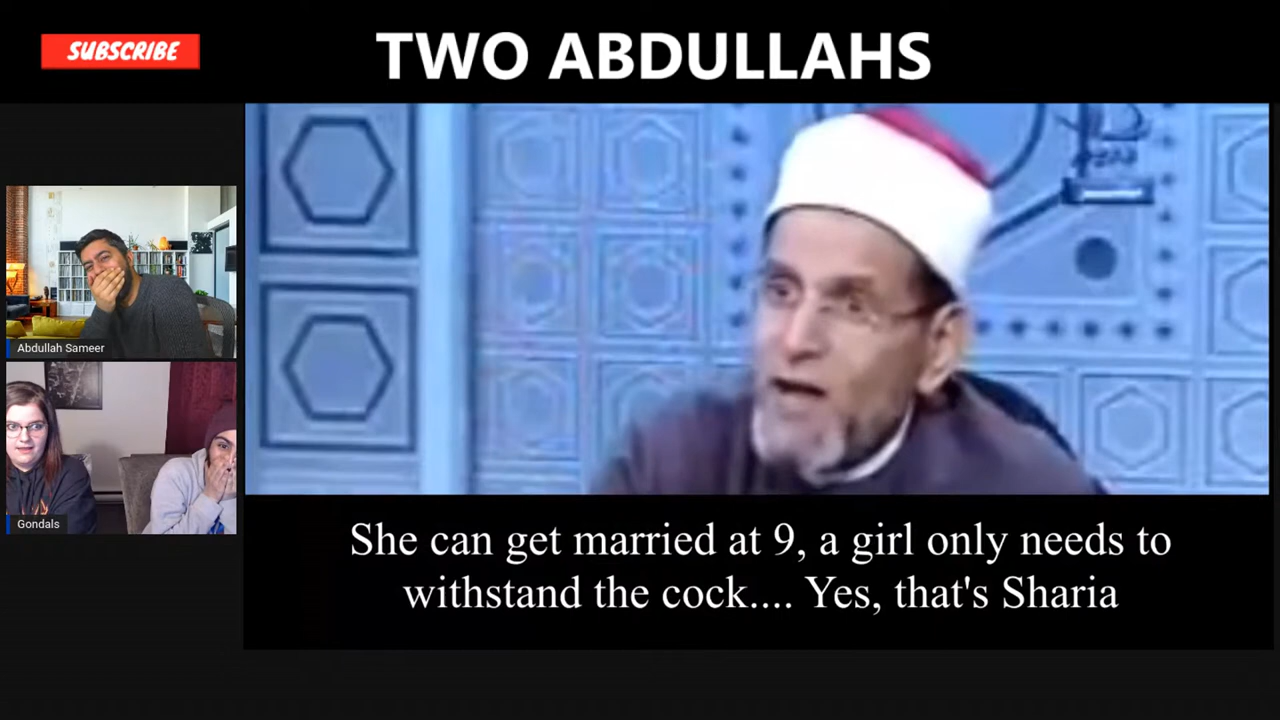 SUBSCRIBE
TWO ABDULLAHS
Abdullah Sameer
Gondals
She can get married at 9, a girl only needs to
withstand the cock.... Yes, that's Sharia